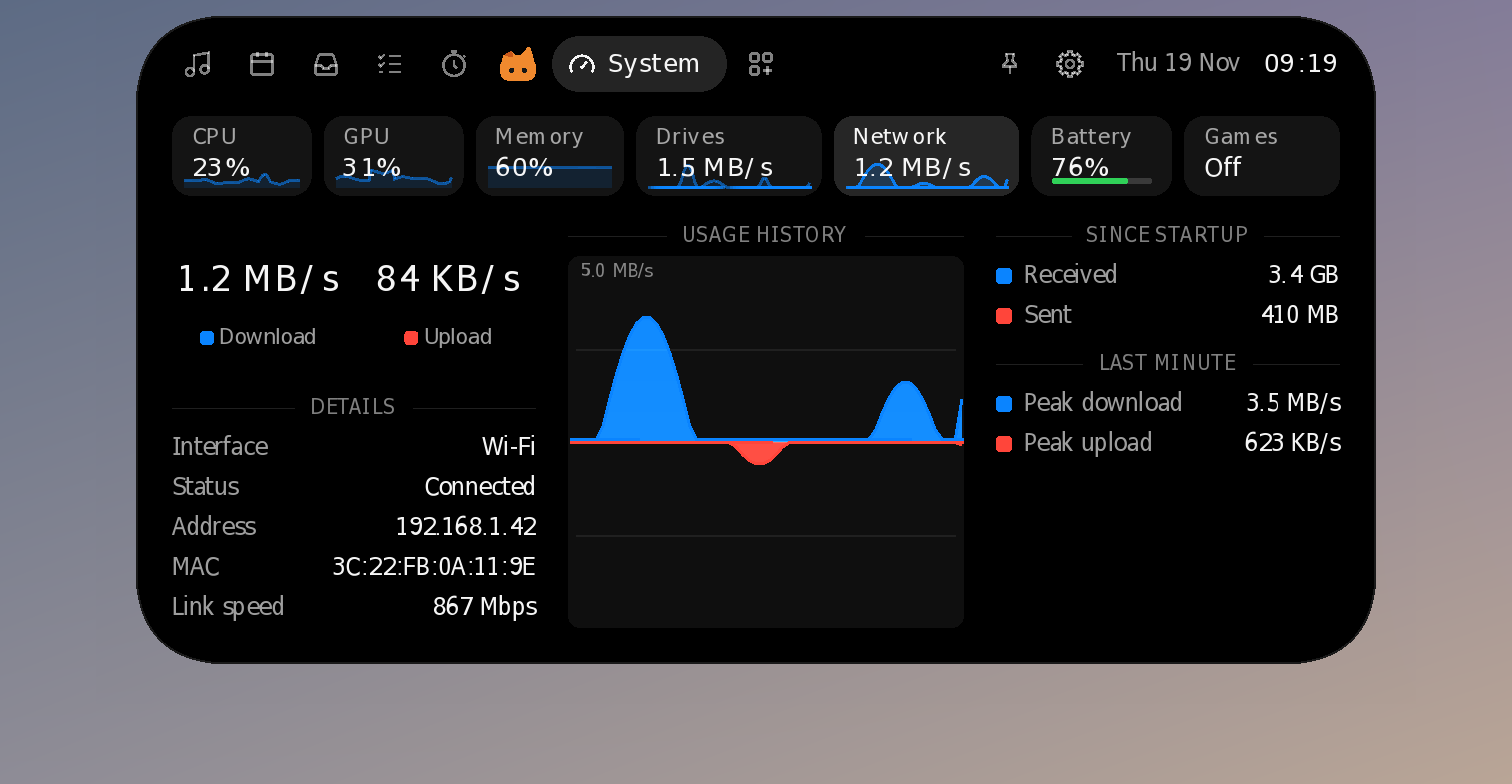 System
Thu 19 Nov 09:19
CPU
23%
GPU
31%
Memory
60%
Drives
1.5 MB/s
Network
1.2 MB/s
Battery
76%
Games
Off
1.2 MB/s 84 KB/s
Download Upload
DETAILS
Interface Wi-Fi
Status Connected
Address 192.168.1.42
MAC 3C:22:FB:0A:11:9E
Link speed 867 Mbps
USAGE HISTORY
5.0 MB/s
SINCE STARTUP
Received 3.4 GB
Sent 410 MB
LAST MINUTE
Peak download 3.5 MB/s
Peak upload 623 KB/s